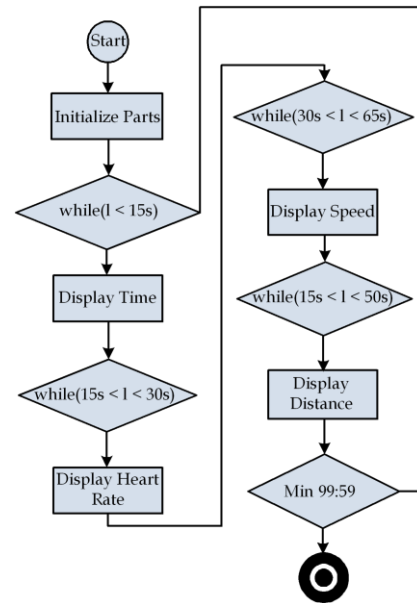 Start
Initialize Parts
while(l < 15s)
Display Time
while(15s < l < 30s)
Display Heart
Rate
while(30s < l < 65s)
Display Speed
while(15s < l < 50s)
Display
Distance
Min 99:59